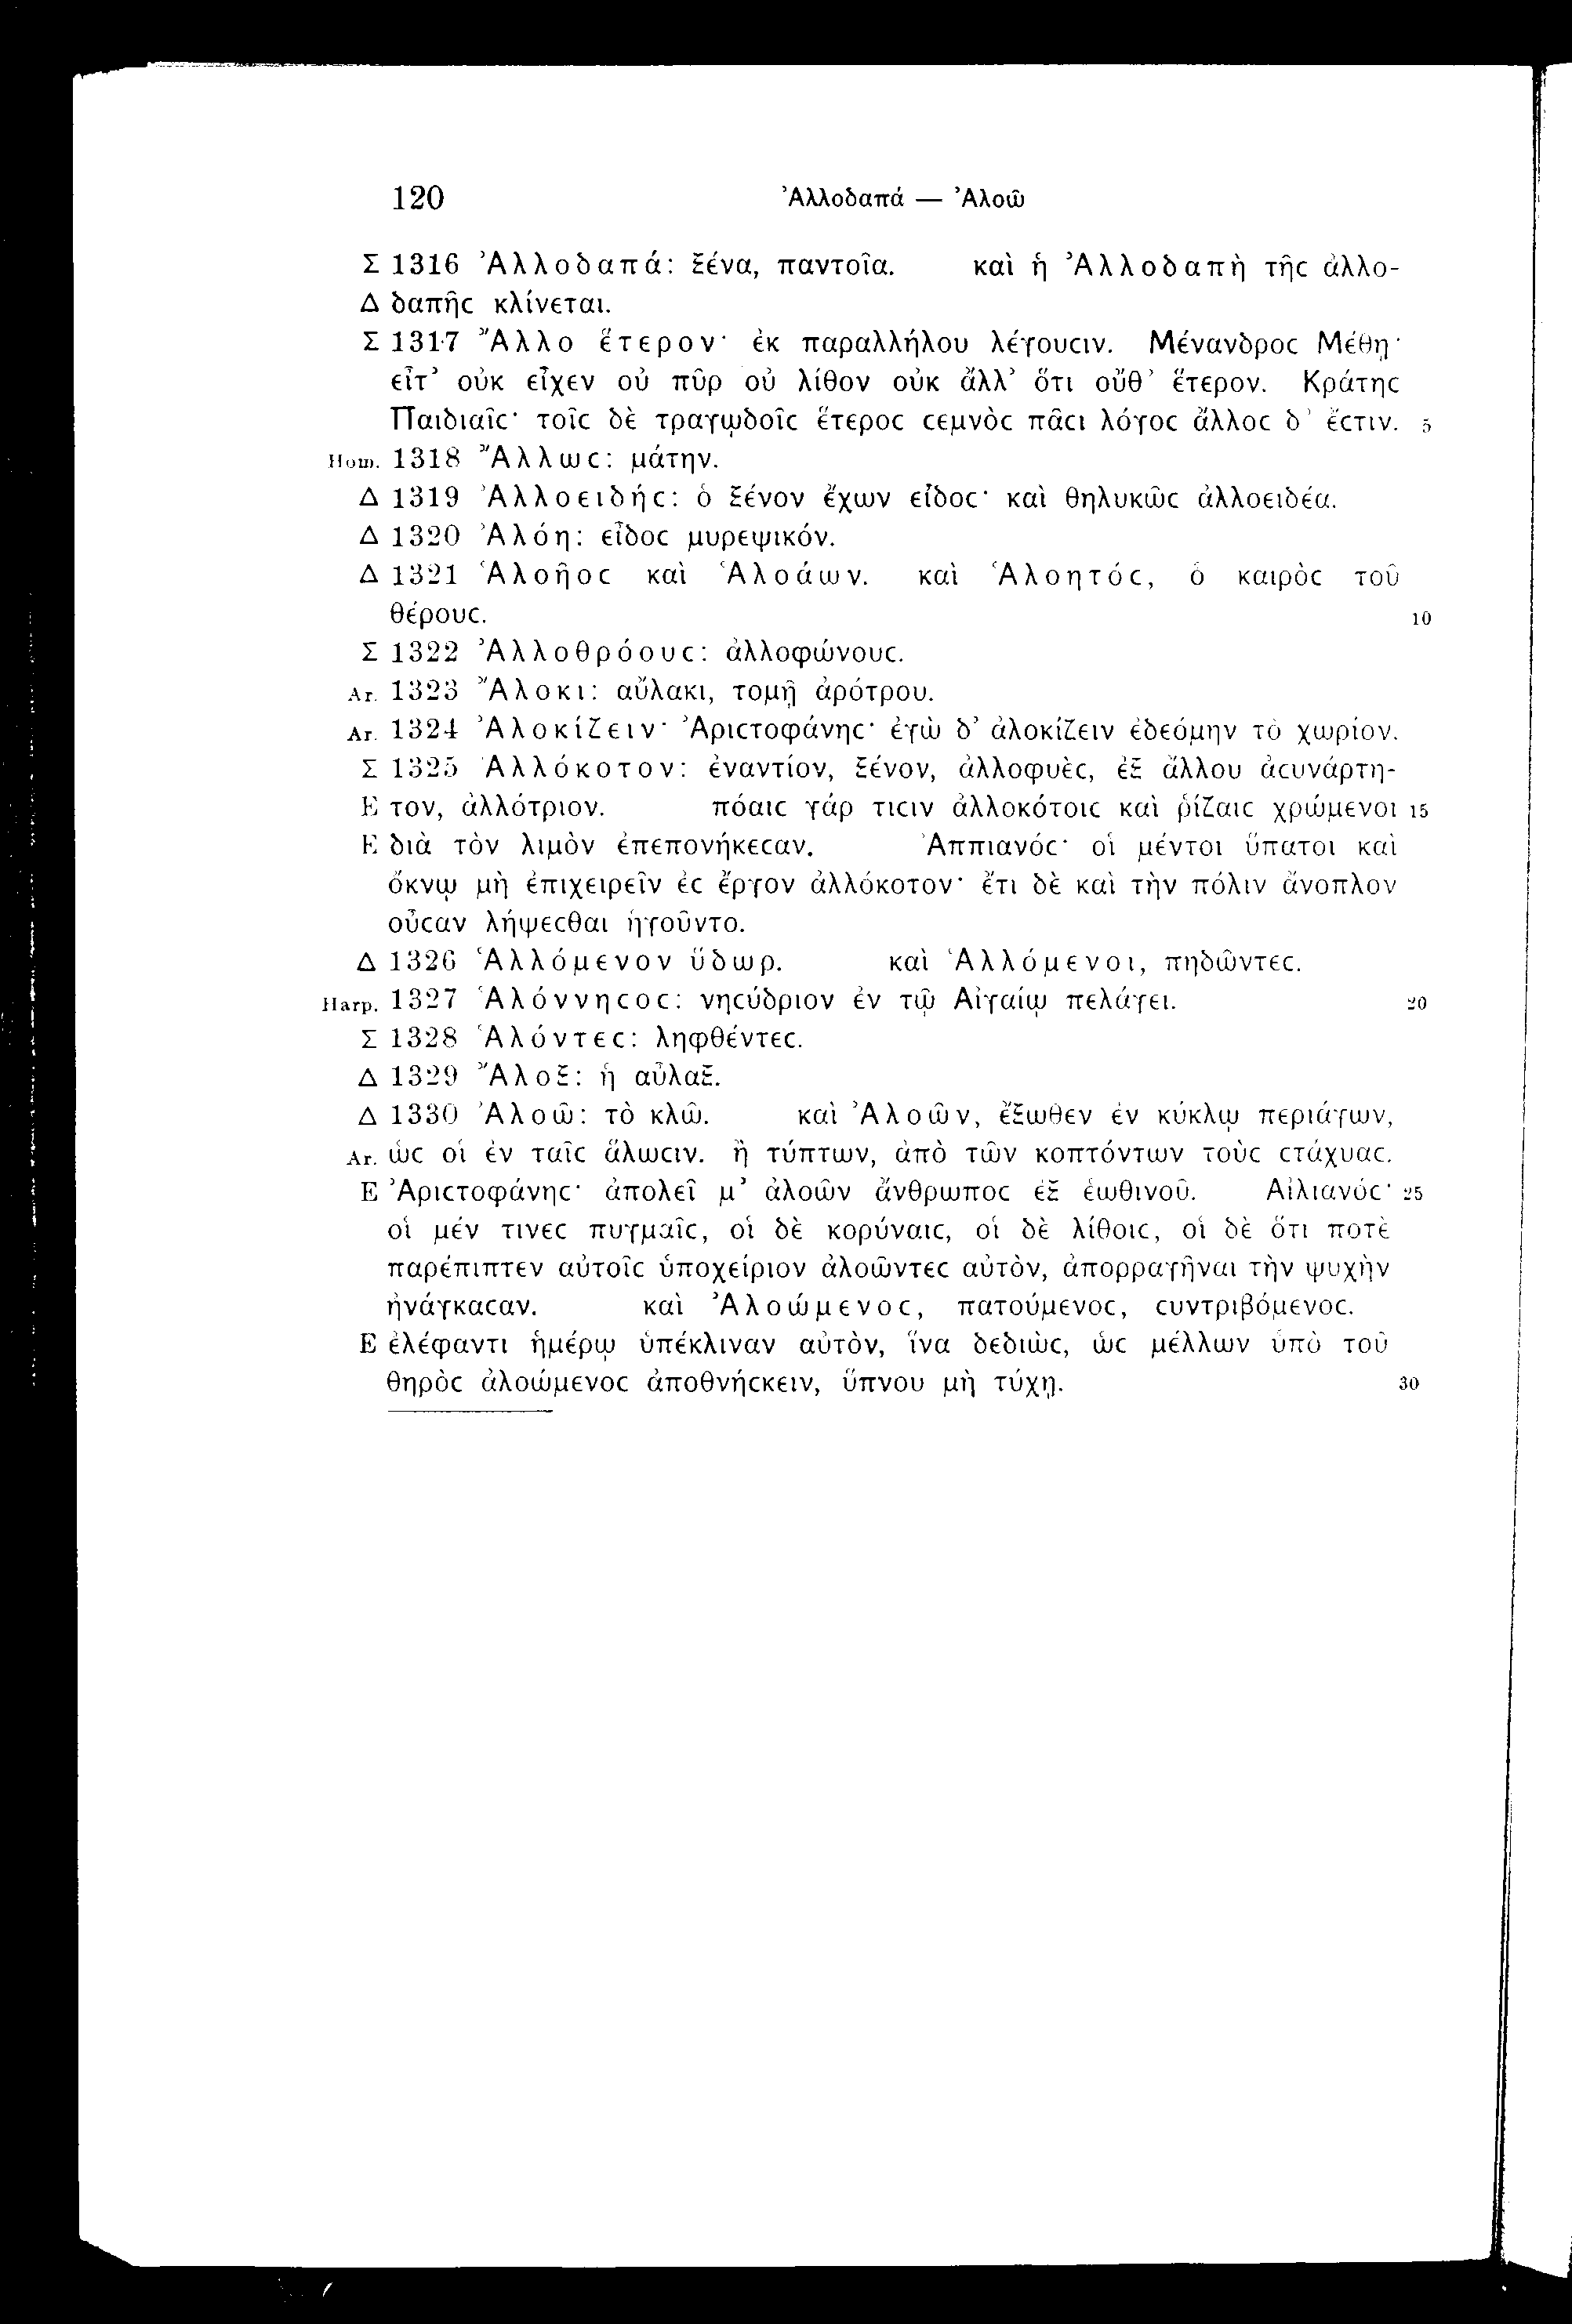 120 Ἀλλοδαπά — Ἀλοῶ
Σ 1316 Ἀλλοδαπά: ξένα, παντοῖα. καὶ ἡ Ἀλλοδαπὴ τῆϲ ἀλλο-
Δ δαπῆϲ κλίνεται.
Σ 1317 Ἄλλο ἕτερον· ἐκ παραλλήλου λέγουϲιν. Μένανδροϲ Μέθῃ·
εἶτ’ οὐκ εἶχεν οὐ πῦρ οὐ λίθον οὐκ ἄλλ’ ὅτι οὔθ’ ἕτερον. Κράτηϲ
Παιδιαῖϲ· τοῖϲ δὲ τραγῳδοῖϲ ἕτεροϲ ϲεμνὸϲ πᾶϲι λόγοϲ ἄλλοϲ δ’ ἔϲτιν. 5
Hom. 1318 Ἄλλωϲ: μάτην.
Δ 1319 Ἀλλοειδήϲ: ὁ ξένον ἔχων εἶδοϲ· καὶ θηλυκῶϲ ἀλλοειδέα.
Δ 1320 Ἀλόη: εἶδοϲ μυρεψικόν.
Δ 1321 Ἁλοῆοϲ καὶ Ἁλοάων. καὶ Ἁλοητόϲ, ὁ καιρὸϲ τοῦ
θέρουϲ. 10
Σ 1322 Ἀλλοθρόουϲ: ἀλλοφώνουϲ.
Ar. 1323 Ἄλοκι: αὔλακι, τομῇ ἀρότρου.
Ar. 1324 Ἀλοκίζειν· Ἀριϲτοφάνηϲ· ἐγὼ δ’ ἀλοκίζειν ἐδεόμην τὸ χωρίον.
Σ 1325 Ἀλλόκοτον: ἐναντίον, ξένον, ἀλλοφυὲϲ, ἐξ ἄλλου ἀϲυνάρτη-
E τον, ἀλλότριον. πόαιϲ γάρ τιϲιν ἀλλοκότοιϲ καὶ ῥίζαιϲ χρώμενοι 15
E διὰ τὸν λιμὸν ἐπεπονήκεϲαν. Ἀππιανόϲ· οἱ μέντοι ὕπατοι καὶ
ὄκνῳ μὴ ἐπιχειρεῖν ἐϲ ἔργον ἀλλόκοτον· ἔτι δὲ καὶ τὴν πόλιν ἄνοπλον
οὖϲαν λήψεϲθαι ἡγοῦντο.
Δ 1326 Ἁλλόμενον ὕδωρ. καὶ Ἁλλόμενοι, πηδῶντεϲ.
Harp. 1327 Ἁλόννηϲοϲ: νηϲύδριον ἐν τῷ Αἰγαίῳ πελάγει. 20
Σ 1328 Ἁλόντεϲ: ληφθέντεϲ.
Δ 1329 Ἄλοξ: ἡ αὖλαξ.
Δ 1330 Ἀλοῶ: τὸ κλῶ. καὶ Ἀλοῶν, ἔξωθεν ἐν κύκλῳ περιάγων,
Ar. ὡϲ οἱ ἐν ταῖϲ ἅλωϲιν. ἢ τύπτων, ἀπὸ τῶν κοπτόντων τοὺϲ ϲτάχυαϲ.
E Ἀριϲτοφάνηϲ· ἀπολεῖ μ’ ἀλοῶν ἄνθρωποϲ ἐξ ἑωθινοῦ. Αἰλιανόϲ· 25
οἱ μέν τινεϲ πυγμαῖϲ, οἱ δὲ κορύναιϲ, οἱ δὲ λίθοιϲ, οἱ δὲ ὅτι ποτὲ
παρέπιπτεν αὐτοῖϲ ὑποχείριον ἀλοῶντεϲ αὐτὸν, ἀπορραγῆναι τὴν ψυχὴν
ἠνάγκαϲαν. καὶ Ἀλοώμενοϲ, πατούμενοϲ, ϲυντριβόμενοϲ.
E ἐλέφαντι ἡμέρῳ ὑπέκλιναν αὐτὸν, ἵνα δεδιὼϲ, ὡϲ μέλλων ὑπὸ τοῦ
θηρὸϲ ἀλοώμενοϲ ἀποθνήϲκειν, ὕπνου μὴ τύχῃ. 30